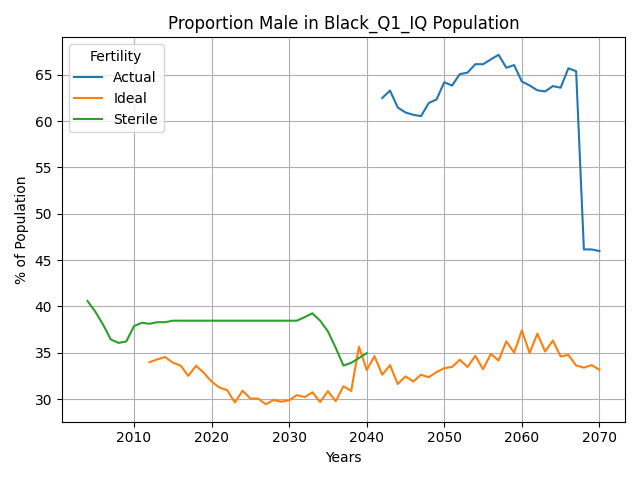 Proportion Male in Black_Q1_IQ Population
Fertility
Actual
Ideal
Sterile
% of Population
65
60
55
50
45
40
35
30
2010
2020
2030
2040
2050
2060
2070
Years